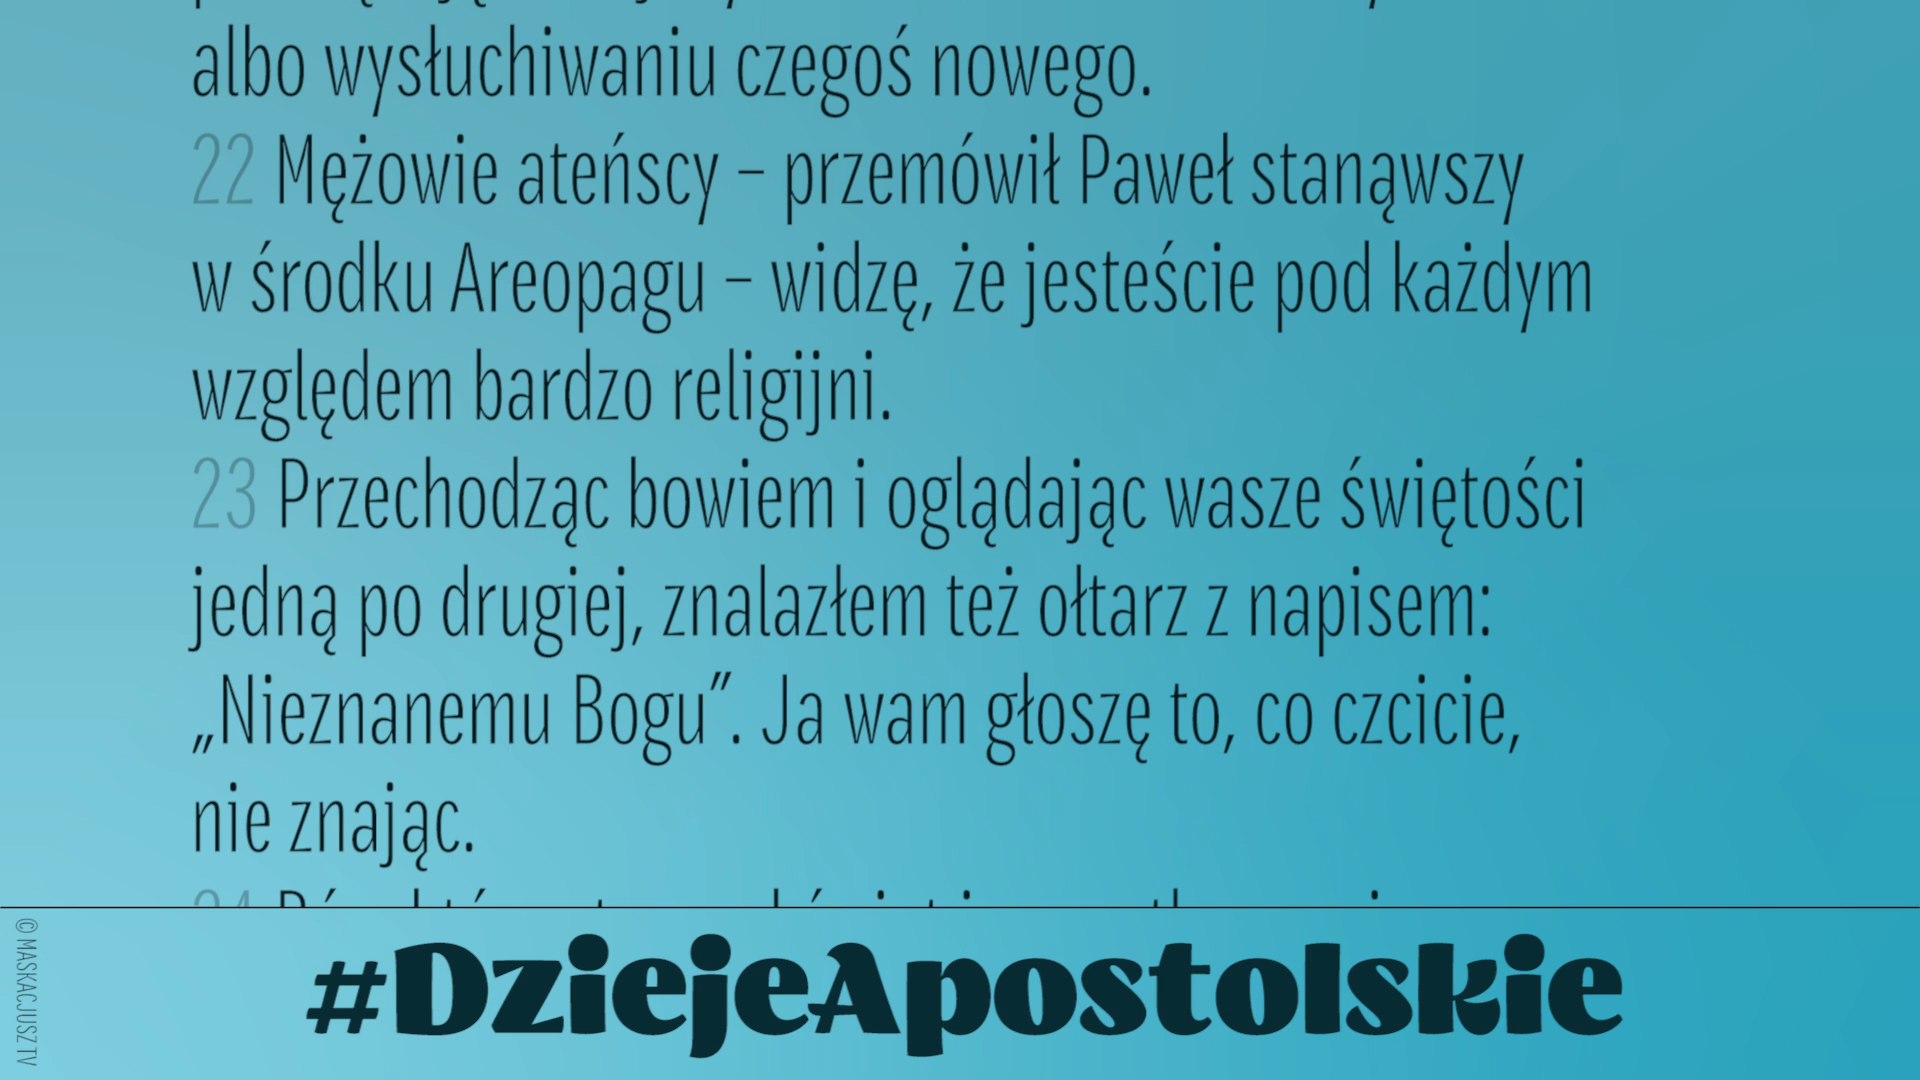 albo wysłuchiwaniu czegoś nowego.
22 Mężowie ateńscy – przemówił Paweł stanąwszy
w środku Areopagu – widzę, że jesteście pod każdym
względem bardzo religijni.
23 Przechodząc bowiem i oglądając wasze świętości
jedną po drugiej, znalazłem też ołtarz z napisem:
„Nieznanemu Bogu”. Ja wam głoszę to, co czcicie,
nie znając.
#DziejeApostolskie
© MASKACJUSZ TV